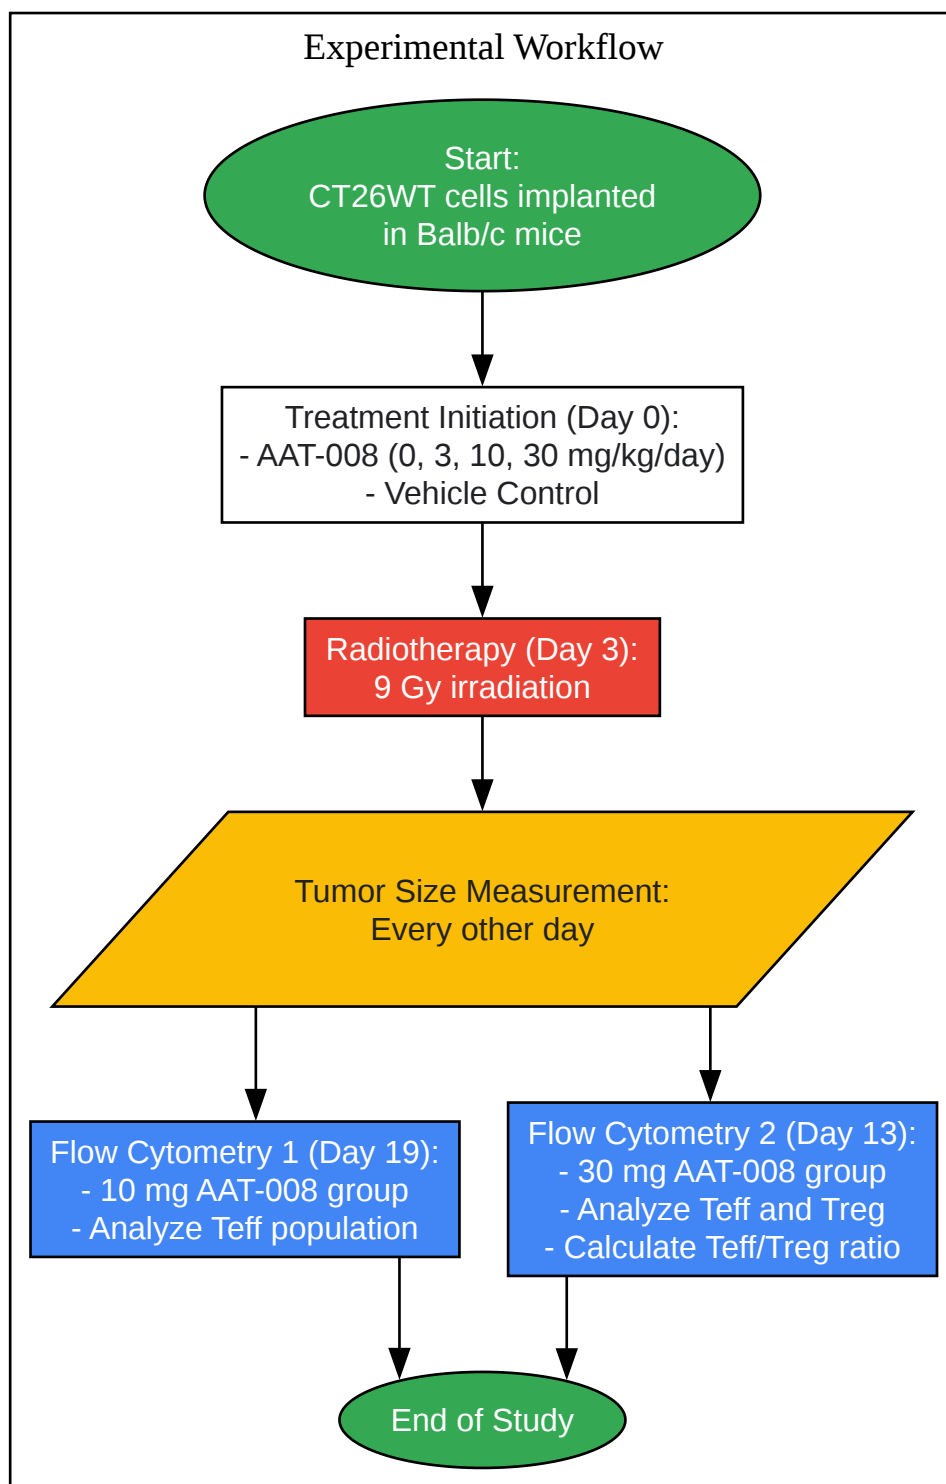 Experimental Workflow
Start:
CT26WT cells implanted
in Balb/c mice
Treatment Initiation (Day 0):
- AAT-008 (0, 3, 10, 30 mg/kg/day)
- Vehicle Control
Radiotherapy (Day 3):
9 Gy irradiation
Tumor Size Measurement:
Every other day
Flow Cytometry 1 (Day 19):
- 10 mg AAT-008 group
- Analyze Teff population
Flow Cytometry 2 (Day 13):
- 30 mg AAT-008 group
- Analyze Teff and Treg
- Calculate Teff/Treg ratio
End of Study